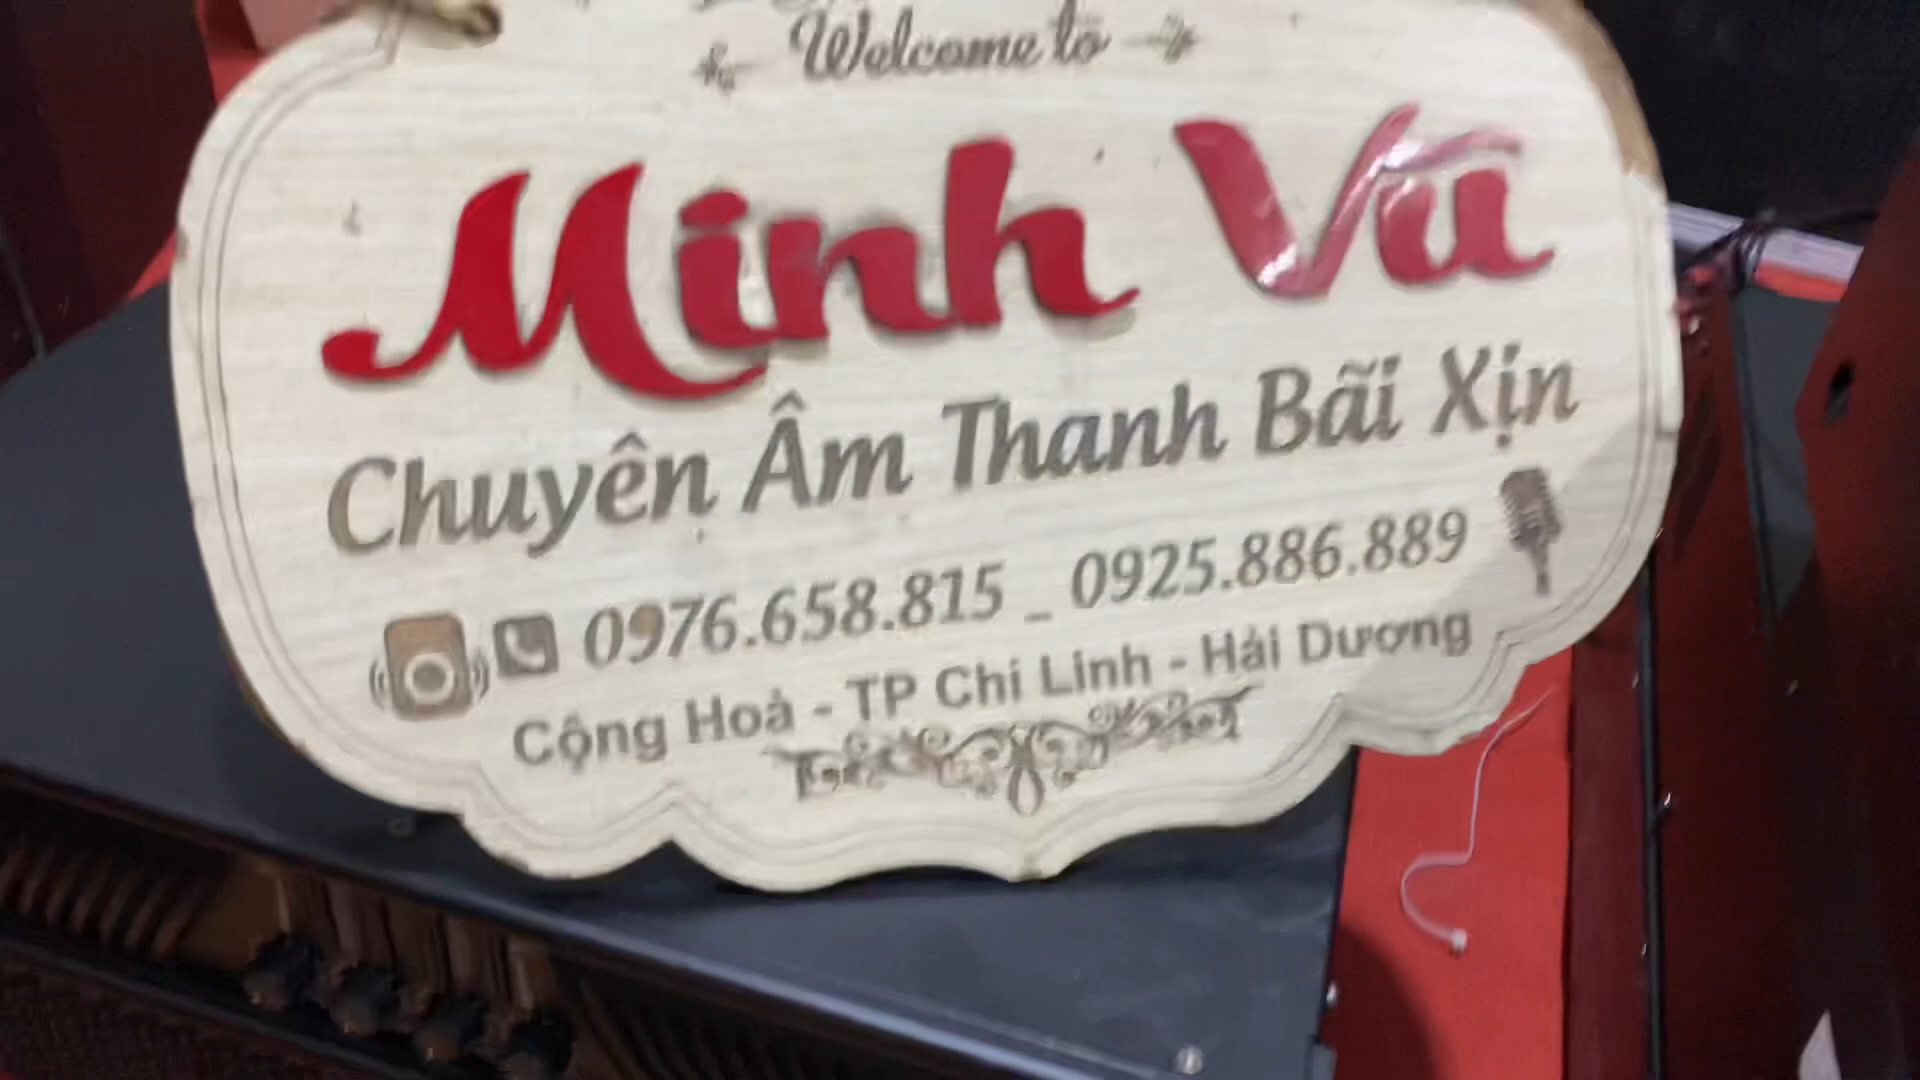 Welcome to
Minh Vũ
Chuyên Âm Thanh Bãi Xịn
0976.658.815 _ 0925.886.889
Cộng Hoà - TP Chí Linh - Hải Dương